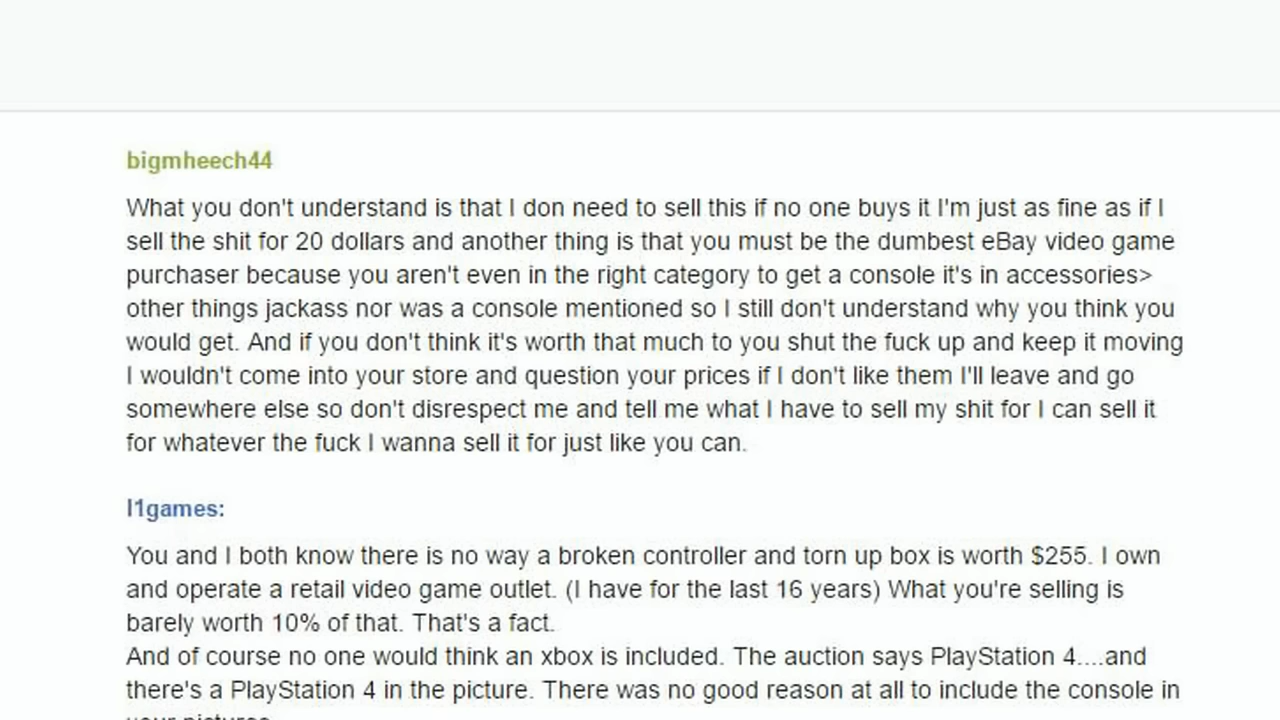 bigmheech44
What you don't understand is that I don need to sell this if no one buys it I'm just as fine as if I
sell the shit for 20 dollars and another thing is that you must be the dumbest eBay video game
purchaser because you aren't even in the right category to get a console it's in accessories>
other things jackass nor was a console mentioned so I still don't understand why you think you
would get. And if you don't think it's worth that much to you shut the fuck up and keep it moving
I wouldn't come into your store and question your prices if I don't like them I'll leave and go
somewhere else so don't disrespect me and tell me what I have to sell my shit for I can sell it
for whatever the fuck I wanna sell it for just like you can.
l1games:
You and I both know there is no way a broken controller and torn up box is worth $255. I own
and operate a retail video game outlet. (I have for the last 16 years) What you're selling is
barely worth 10% of that. That's a fact.
And of course no one would think an xbox is included. The auction says PlayStation 4....and
there's a PlayStation 4 in the picture. There was no good reason at all to include the console in
your pictures